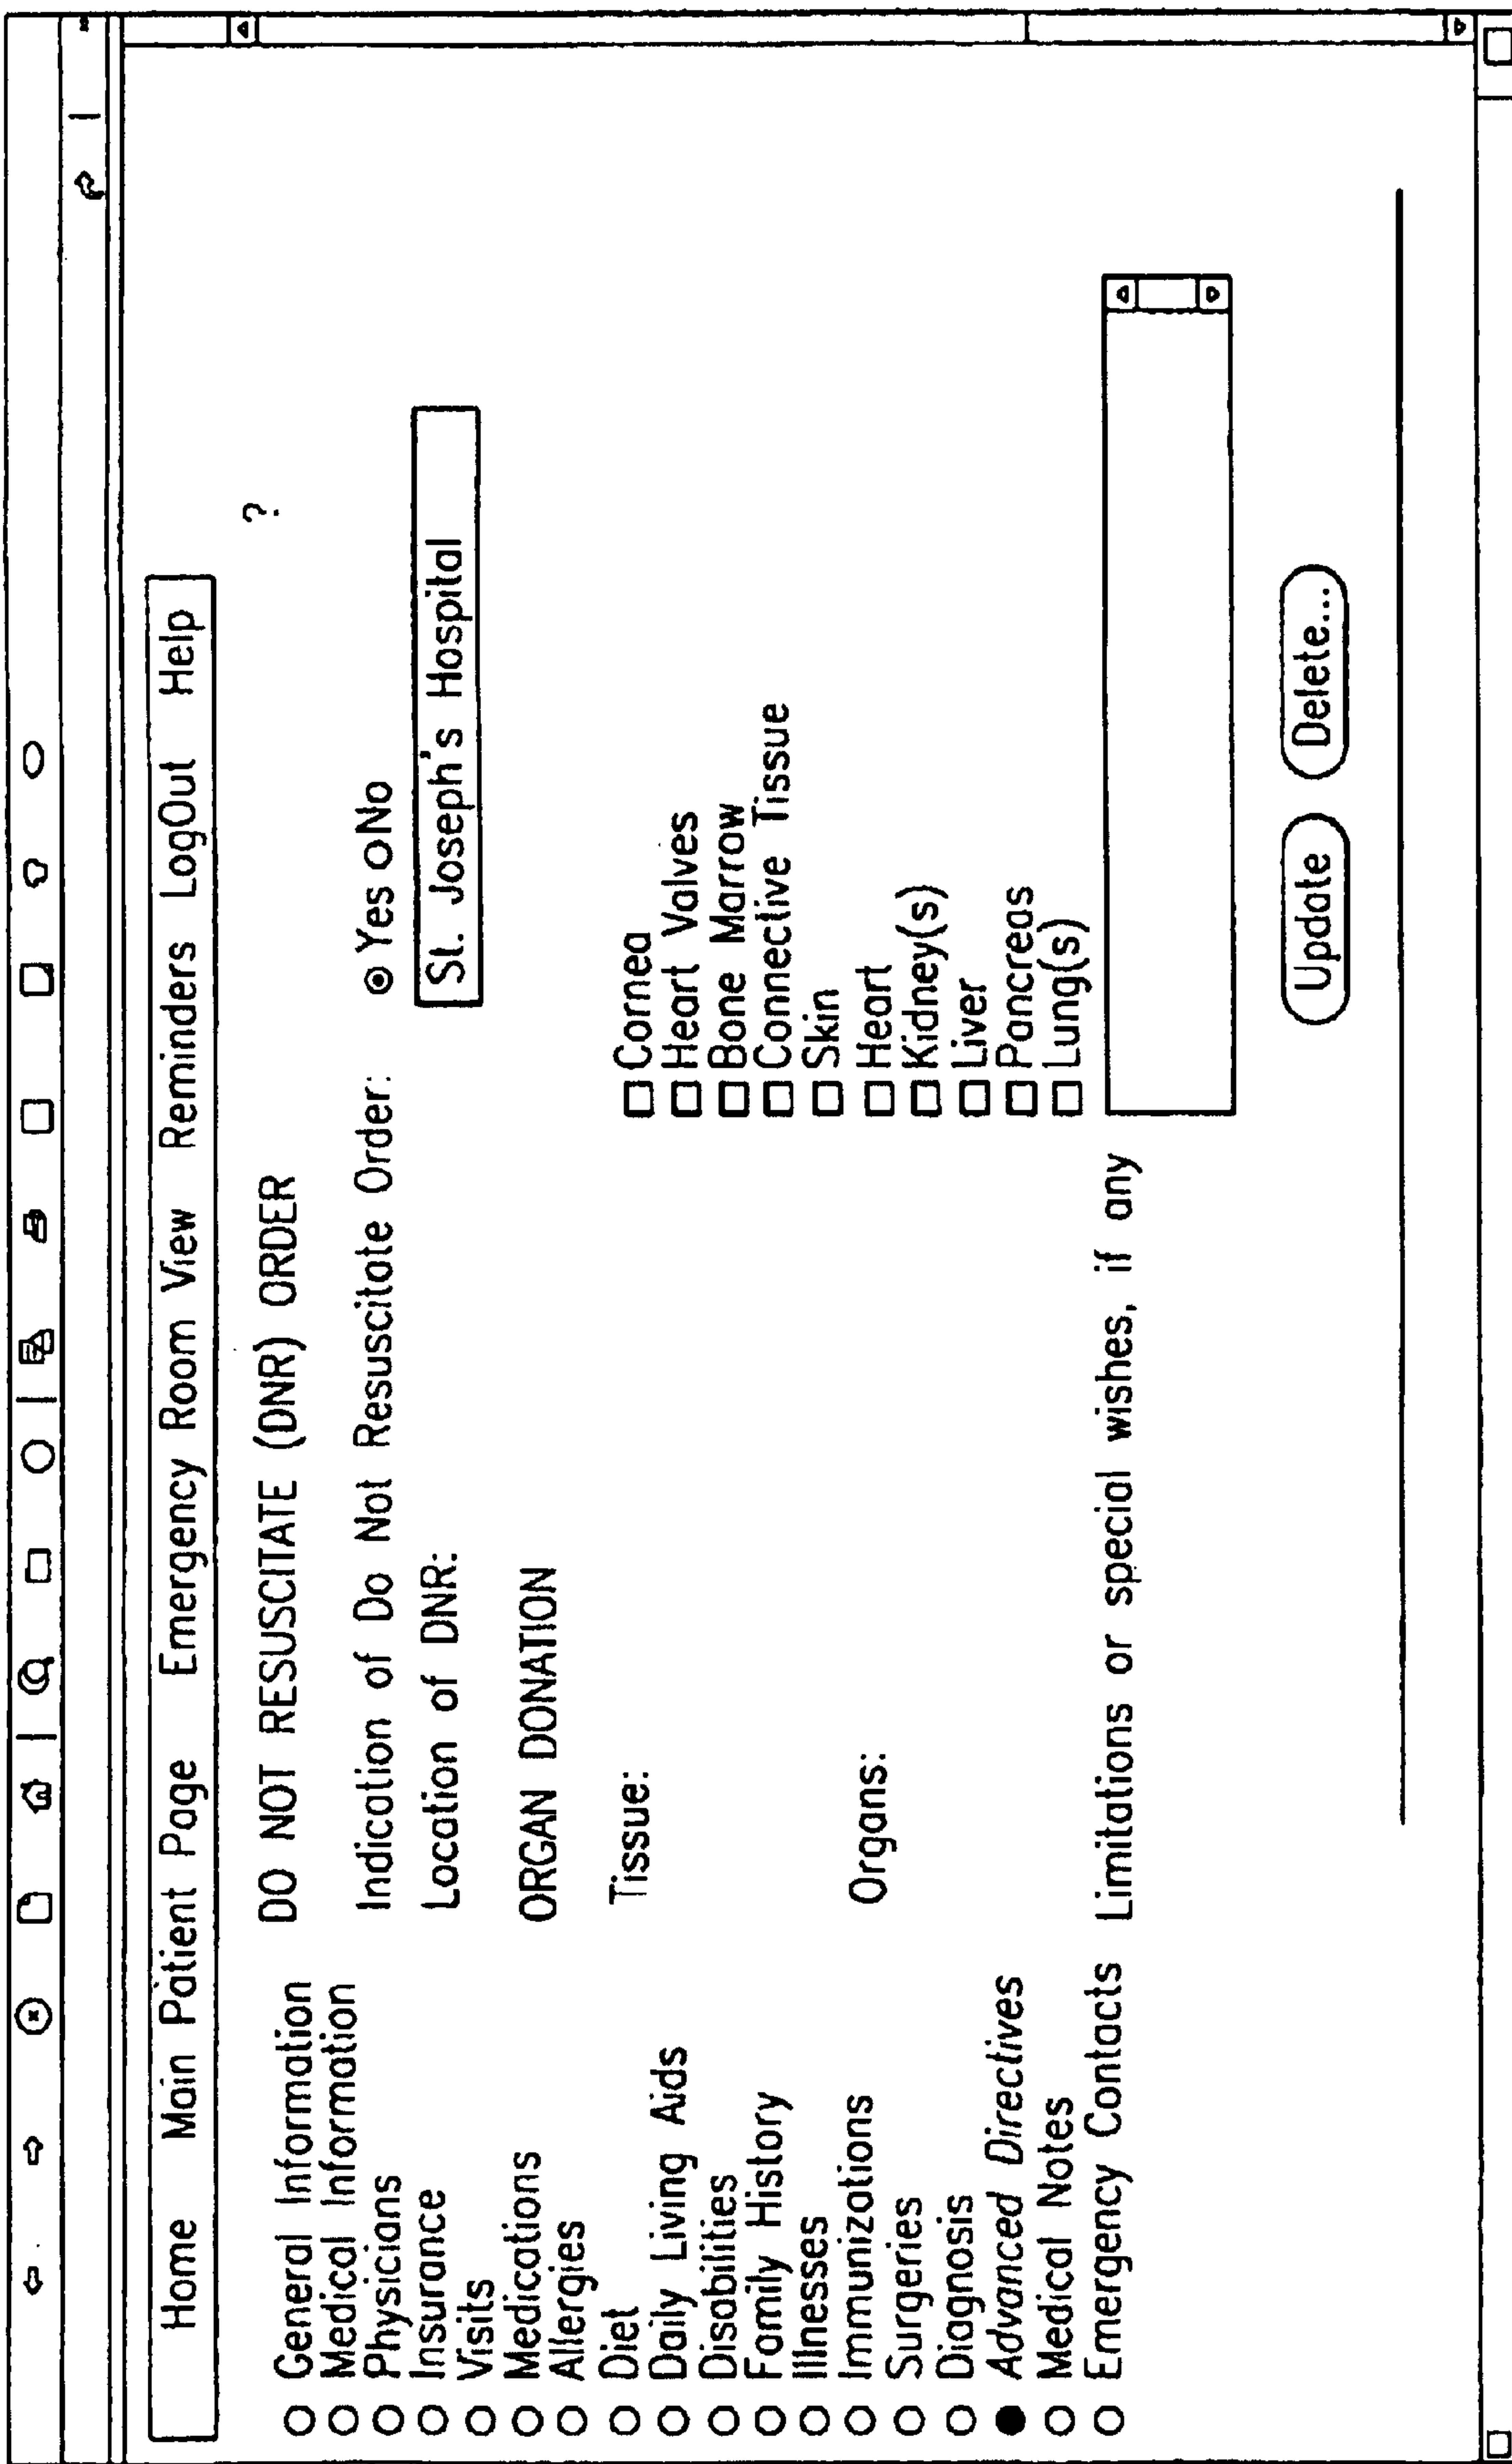 Home Main Patient Page Emergency Room View Reminders LogOut Help
?
General Information
Medical Information
Physicians
Insurance
Visits
Medications
Allergies
Diet
Daily Living Aids
Disabilities
Family History
Illnesses
Immunizations
Surgeries
Diagnosis
Advanced Directives
Medical Notes
Emergency Contacts
DO NOT RESUSCITATE (DNR) ORDER
Indication of Do Not Resuscitate Order: Yes No
Location of DNR: St. Joseph's Hospital
ORGAN DONATION
Tissue: Cornea
Heart Valves
Bone Marrow
Connective Tissue
Skin
Organs: Heart
Kidney(s)
Liver
Pancreas
Lung(s)
Limitations or special wishes, if any
Update Delete...